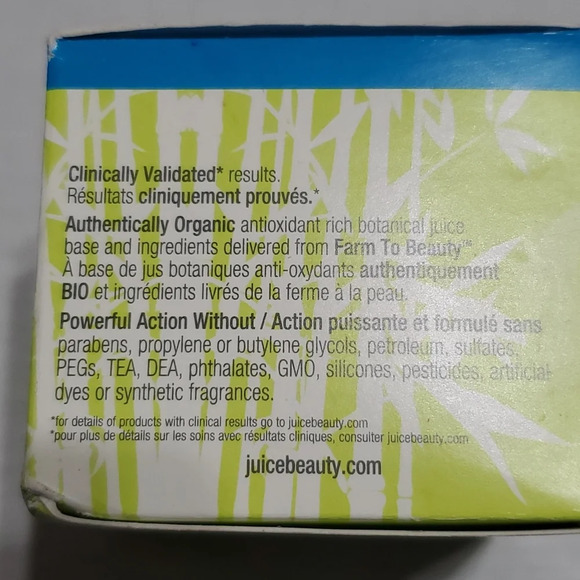 Clinically Validated* results.
Résultats cliniquement prouvés.*
Authentically Organic antioxidant rich botanical juice
base and ingredients delivered from Farm To Beauty™
À base de jus botaniques anti-oxydants authentiquement
BIO et ingrédients livrés de la ferme à la peau.
Powerful Action Without / Action puissante et formulé sans
parabens, propylene or butylene glycols, petroleum, sulfates,
PEGs, TEA, DEA, phthalates, GMO, silicones, pesticides, artificial
dyes or synthetic fragrances.
*for details of products with clinical results go to juicebeauty.com
*pour plus de détails sur les soins avec résultats cliniques, consulter juicebeauty.com
juicebeauty.com